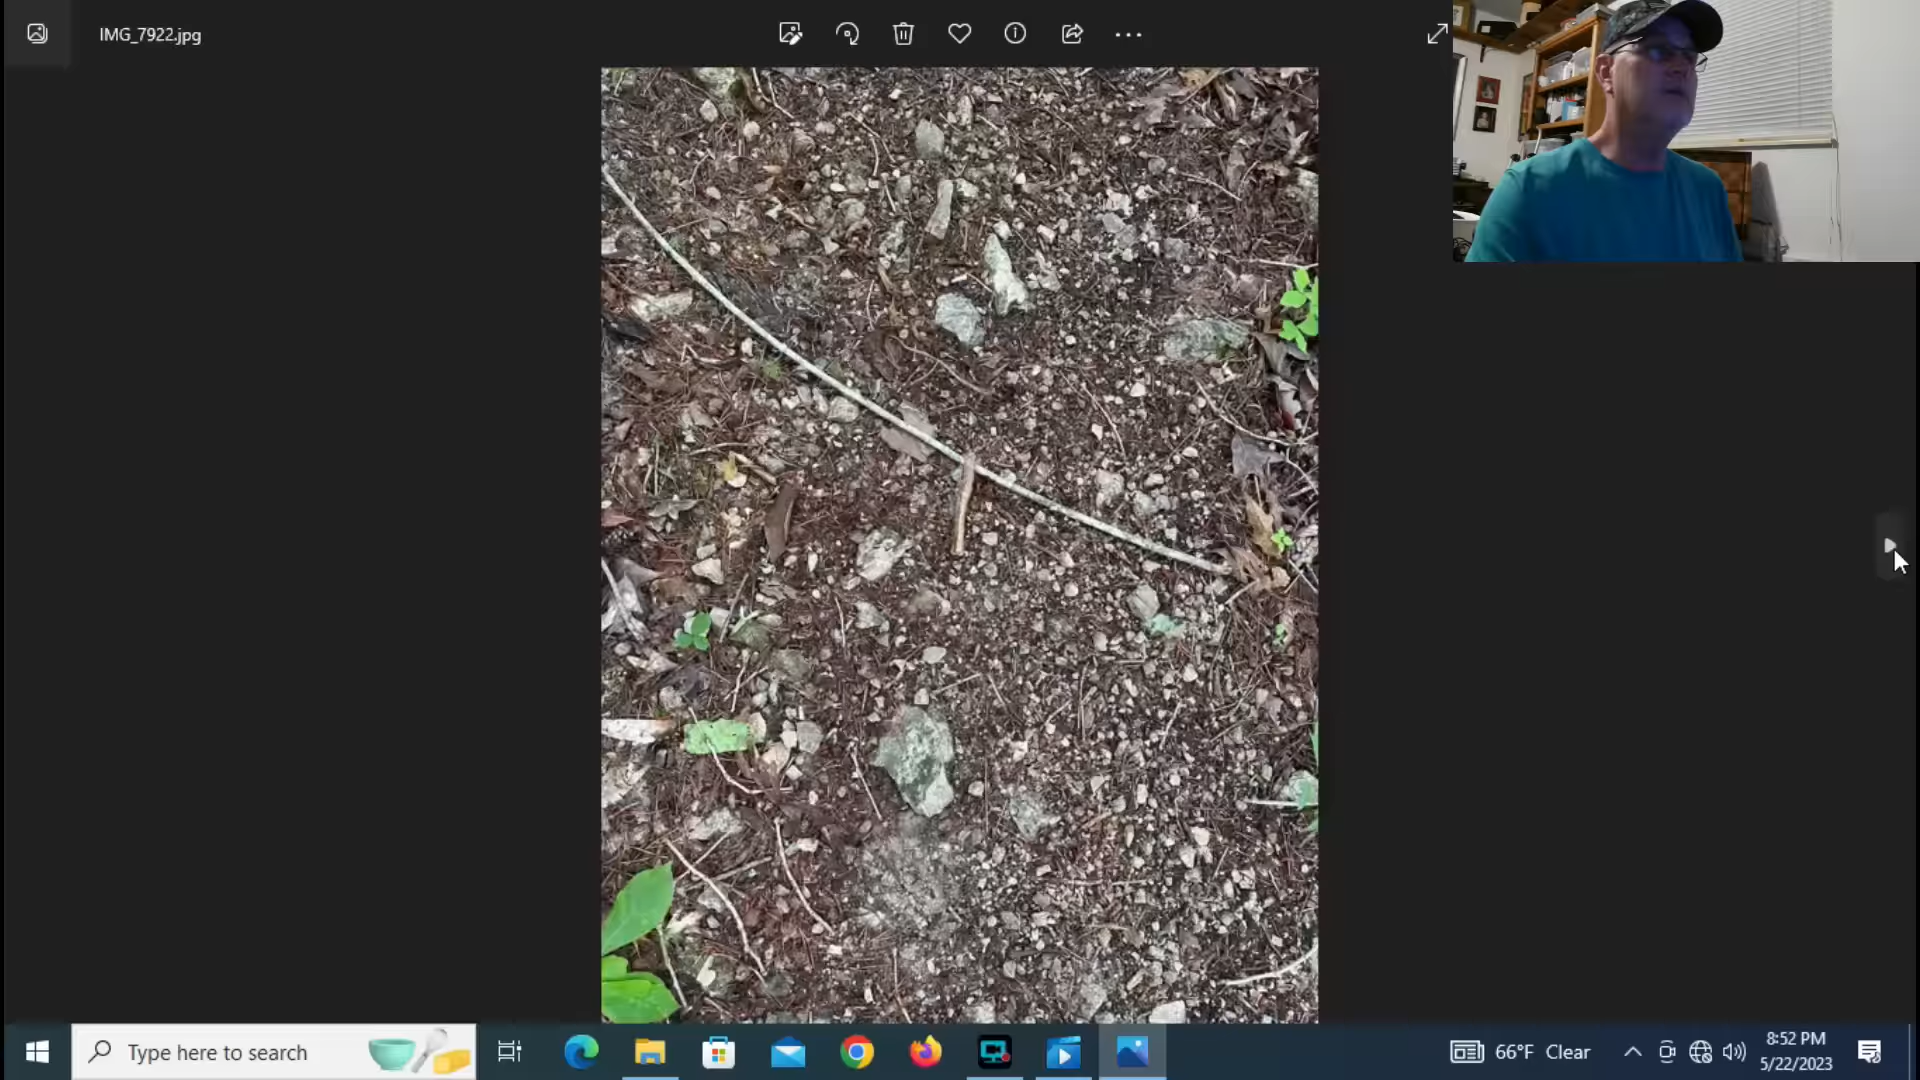 IMG_7922.jpg
Type here to search
66°F Clear
8:52 PM
5/22/2023